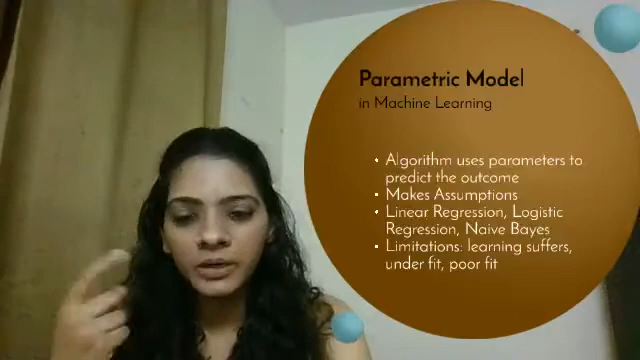 Parametric Model
in Machine Learning
• Algorithm uses parameters to
predict the outcome
• Makes Assumptions
• Linear Regression, Logistic
Regression, Naive Bayes
• Limitations: learning suffers,
under fit, poor fit